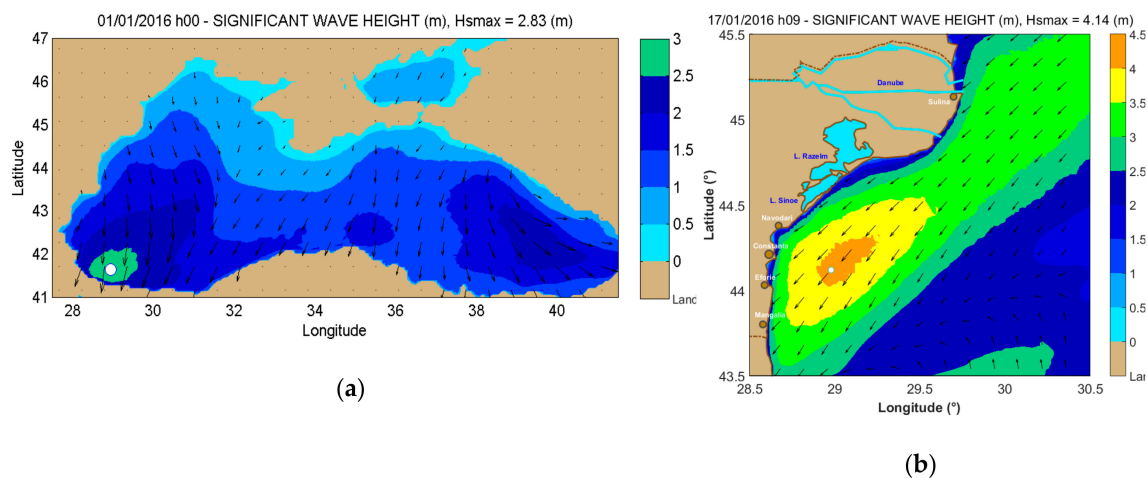 01/01/2016 h00 - SIGNIFICANT WAVE HEIGHT (m), Hsmax = 2.83 (m)
47
46
45
44
43
42
41
Latitude
28
30
32
34
36
38
40
Longitude
3
2.5
2
1.5
1
0.5
0
Land
(a)
17/01/2016 h09 - SIGNIFICANT WAVE HEIGHT (m), Hsmax = 4.14 (m)
45.5
45
44.5
44
43.5
Latitude (°)
Danube
Sulina
L. Razelm
L. Sinoe
Navodari
Constanta
Eforie
Mangalia
28.5
29
29.5
30
30.5
Longitude (°)
4.5
4
3.5
3
2.5
2
1.5
1
0.5
0
Lan
(b)